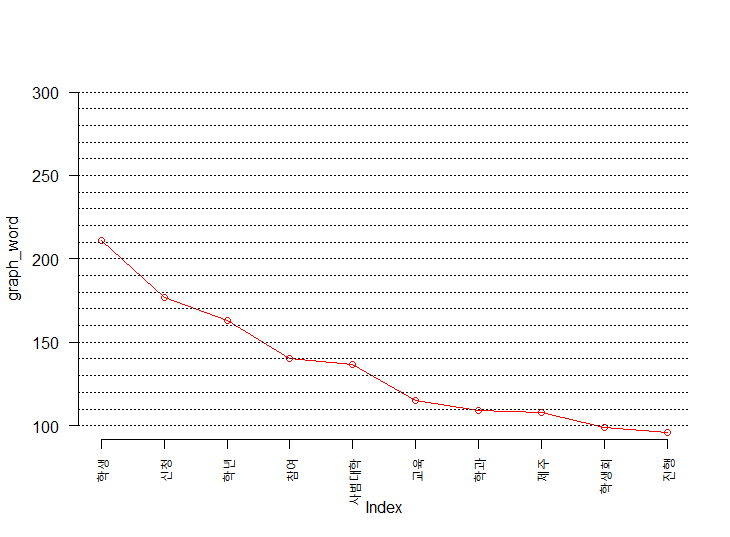 300
250
200
150
100
graph_word
학생
신청
학년
참여
사범대학
교육
학과
제주
학생회
진행
Index